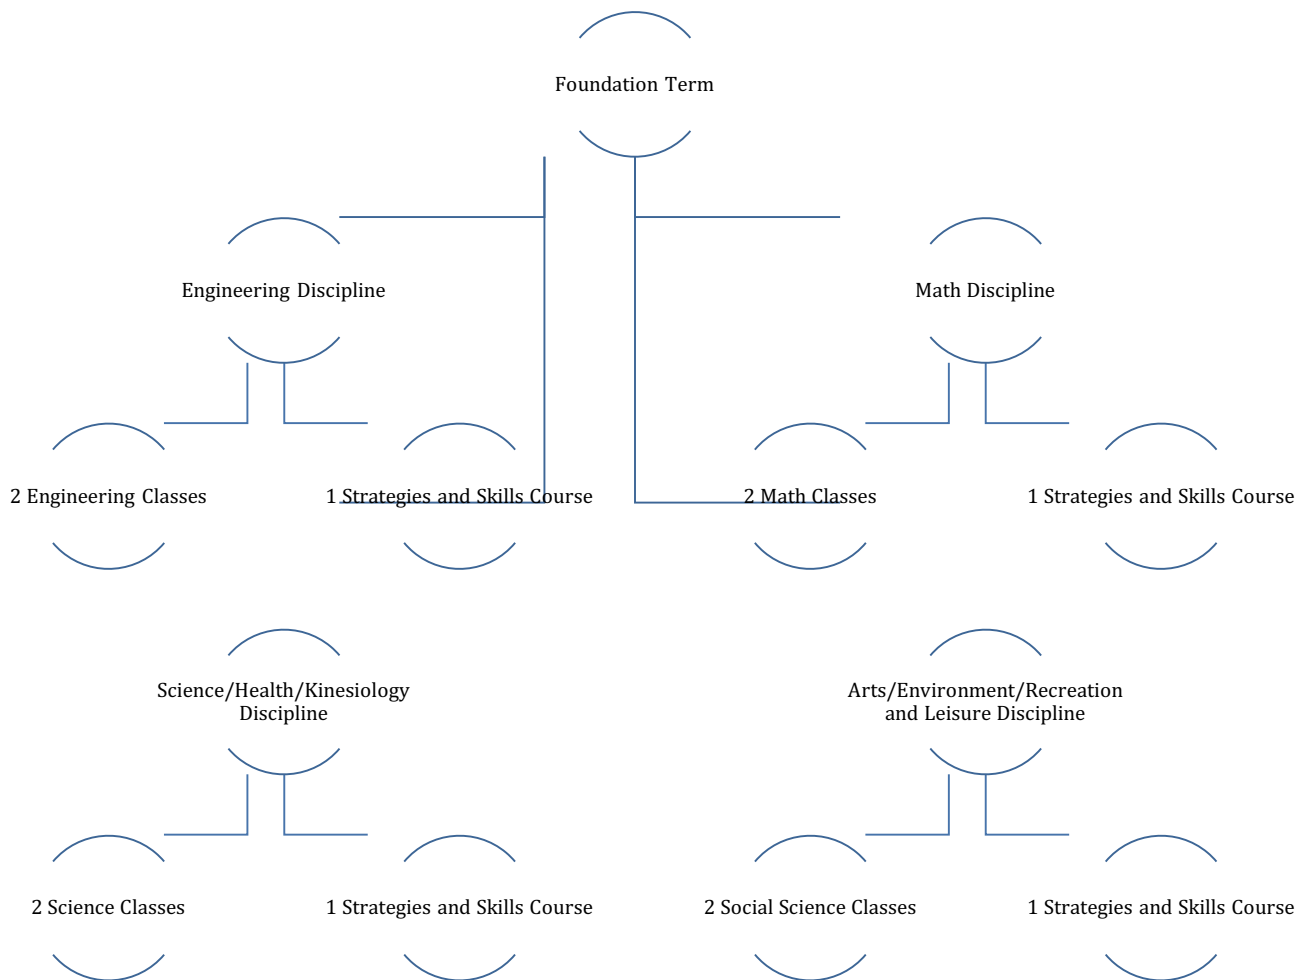 Foundation Term
Engineering Discipline
Math Discipline
2 Engineering Classes
1 Strategies and Skills Course
2 Math Classes
1 Strategies and Skills Course
Science/Health/Kinesiology
Discipline
Arts/Environment/Recreation
and Leisure Discipline
2 Science Classes
1 Strategies and Skills Course
2 Social Science Classes
1 Strategies and Skills Course